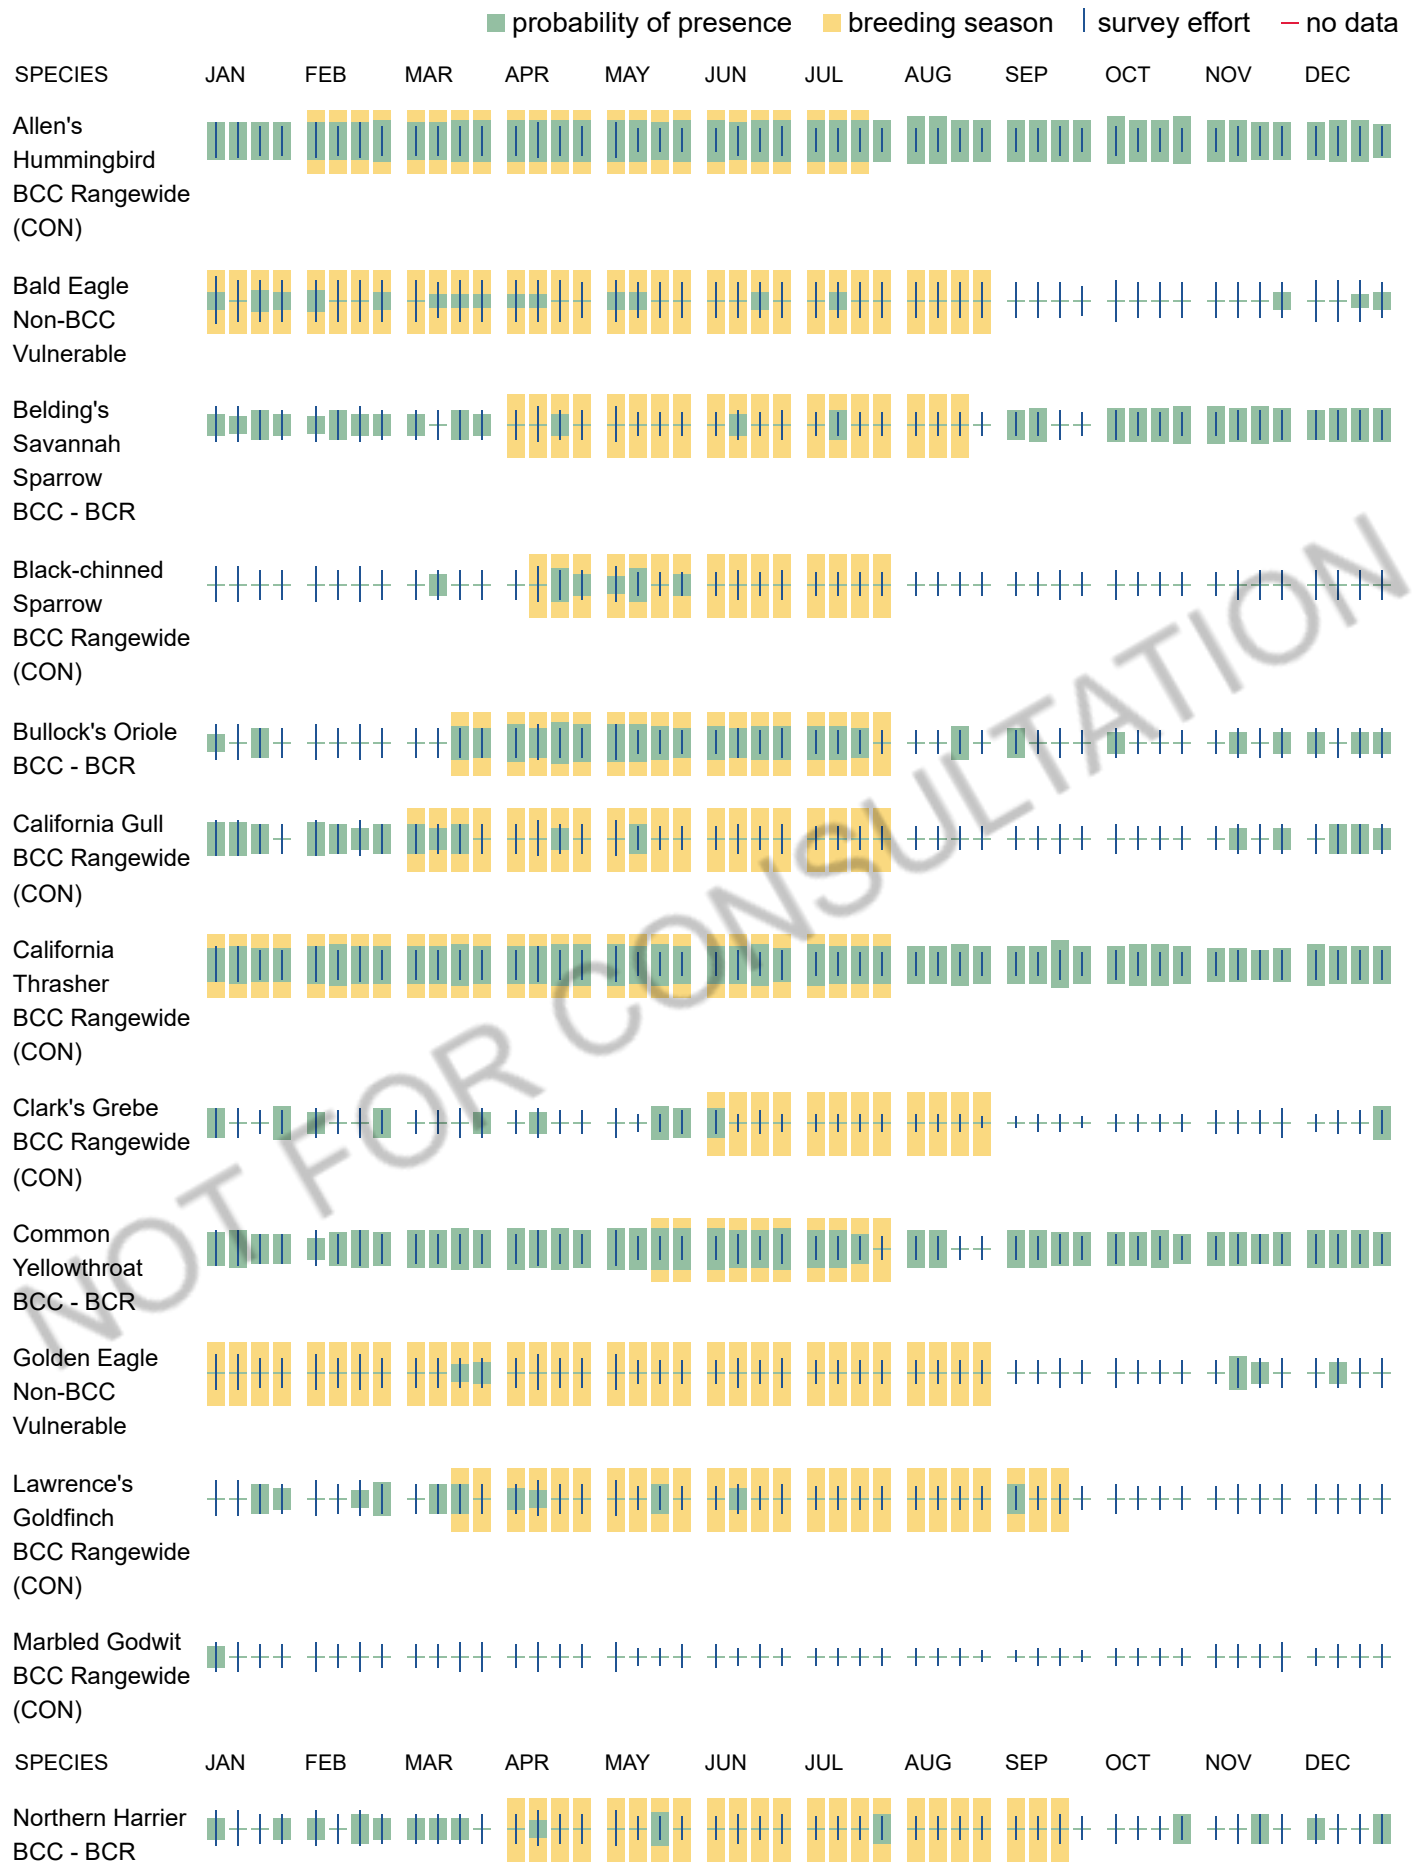 probability of presence breeding season survey effort no data
SPECIES JAN FEB MAR APR MAY JUN JUL AUG SEP OCT NOV DEC
Allen's
Hummingbird
BCC Rangewide
(CON)
Bald Eagle
Non-BCC
Vulnerable
Belding's
Savannah
Sparrow
BCC - BCR
Black-chinned
Sparrow
BCC Rangewide
(CON)
Bullock's Oriole
BCC - BCR
California Gull
BCC Rangewide
(CON)
California
Thrasher
BCC Rangewide
(CON)
Clark's Grebe
BCC Rangewide
(CON)
Common
Yellowthroat
BCC - BCR
Golden Eagle
Non-BCC
Vulnerable
Lawrence's
Goldfinch
BCC Rangewide
(CON)
Marbled Godwit
BCC Rangewide
(CON)
SPECIES JAN FEB MAR APR MAY JUN JUL AUG SEP OCT NOV DEC
Northern Harrier
BCC - BCR
NOT FOR CONSULTATION